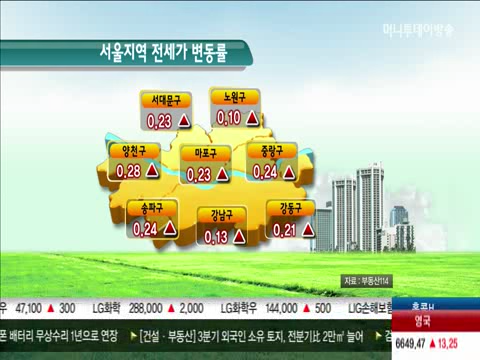 머니투데이방송
서울지역 전세가 변동률
서대문구
0.23 ▲
노원구
0.10 ▲
양천구
0.28 ▲
마포구
0.23 ▲
중랑구
0.24 ▲
송파구
0.24 ▲
강남구
0.13 ▲
강동구
0.21 ▲
자료 : 부동산114
우 47,100 ▲ 300 LG화학 288,000 ▲ 2,000 LG화학우 144,000 ▲ 500 LG손해보험
영국
6649,47 ▲ 13,25
폰 배터리 무상수리 1년으로 연장 ▶ [건설·부동산] 3분기 외국인 소유 토지, 전분기比 2만㎡ 늘어 ▶ [검